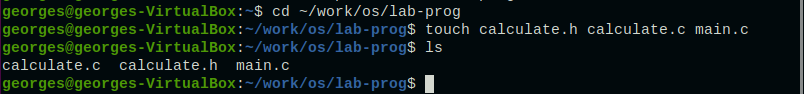 georges@georges-VirtualBox:~$ cd ~/work/os/lab-prog
georges@georges-VirtualBox:~/work/os/lab-prog$ touch calculate.h calculate.c main.c
georges@georges-VirtualBox:~/work/os/lab-prog$ ls
calculate.c  calculate.h  main.c
georges@georges-VirtualBox:~/work/os/lab-prog$